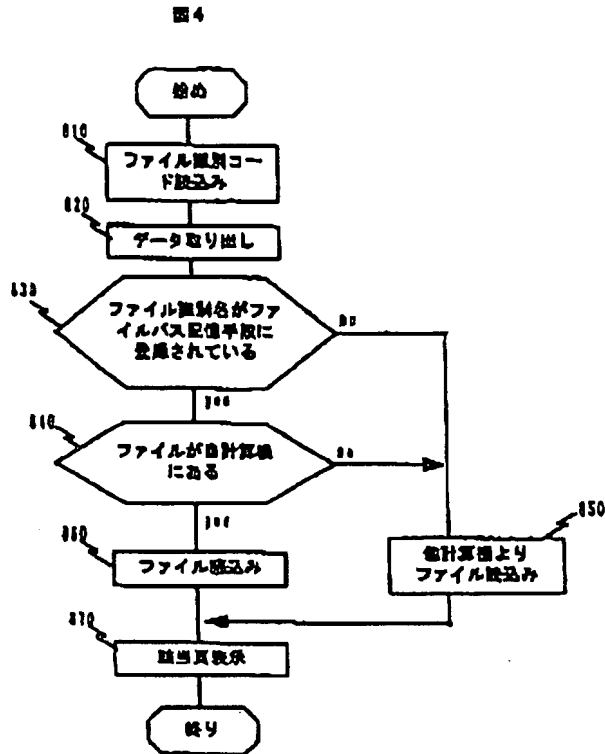 図4
始め
810
ファイル識別コー
ド読込み
820
データ取り出し
830
ファイル識別名がファ
イルパス記憶手段に
登録されている
no
yes
840
ファイルが自計算機
にある
no
yes
850
他計算機より
ファイル読込み
860
ファイル読込み
870
該当頁表示
終り